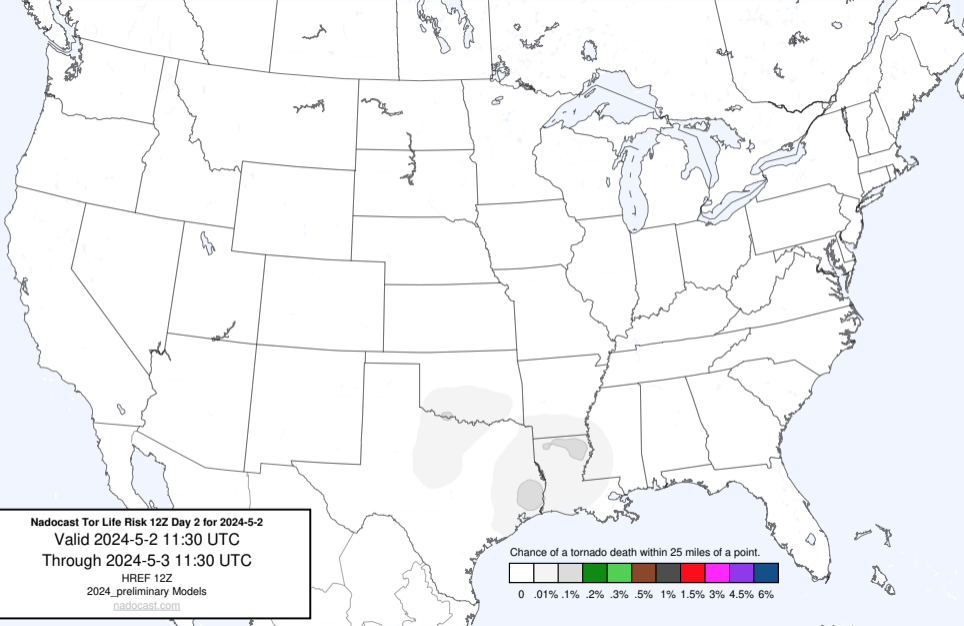 Nadocast Tor Life Risk 12Z Day 2 for 2024-5-2
Valid 2024-5-2 11:30 UTC
Through 2024-5-3 11:30 UTC
HREF 12Z
2024_preliminary Models
nadocast.com
Chance of a tornado death within 25 miles of a point.
0 .01% .1% .2% .3% .5% 1% 1.5% 3% 4.5% 6%